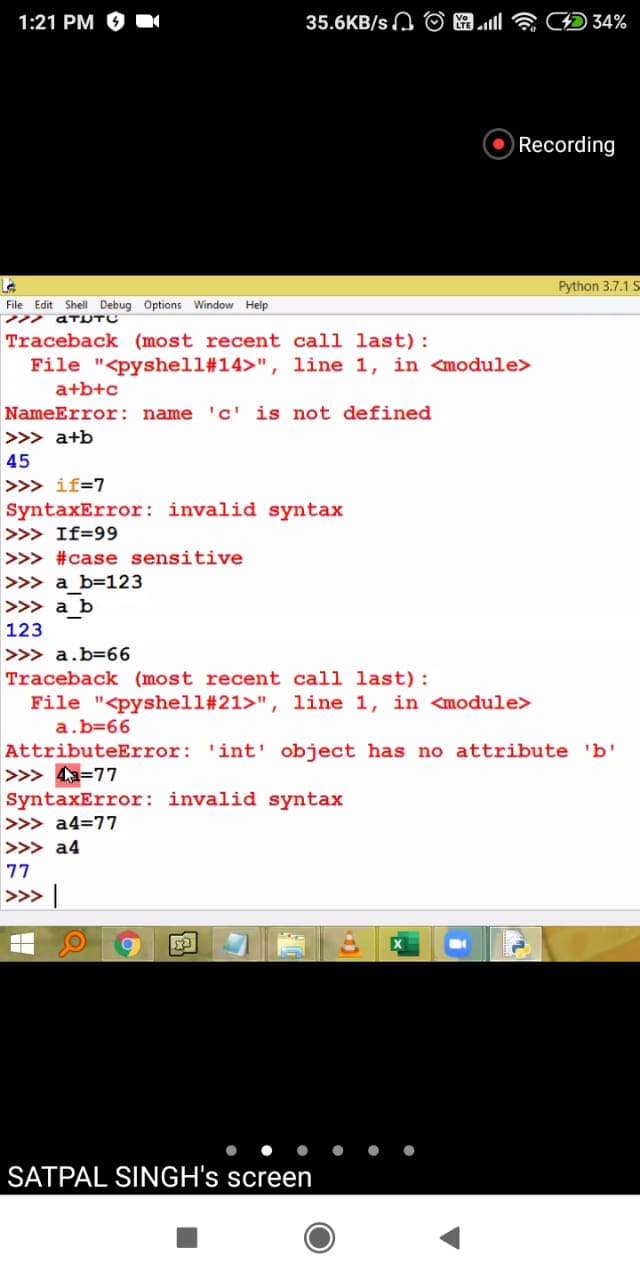 1:21 PM 35.6KB/s Vo LTE 34%
Recording
Python 3.7.1 S
File Edit Shell Debug Options Window Help
>>> a+b+c
Traceback (most recent call last):
File "<pyshell#14>", line 1, in <module>
a+b+c
NameError: name 'c' is not defined
>>> a+b
45
>>> if=7
SyntaxError: invalid syntax
>>> If=99
>>> #case sensitive
>>> a_b=123
>>> a_b
123
>>> a.b=66
Traceback (most recent call last):
File "<pyshell#21>", line 1, in <module>
a.b=66
AttributeError: 'int' object has no attribute 'b'
>>> 4a=77
SyntaxError: invalid syntax
>>> a4=77
>>> a4
77
>>>
SATPAL SINGH's screen